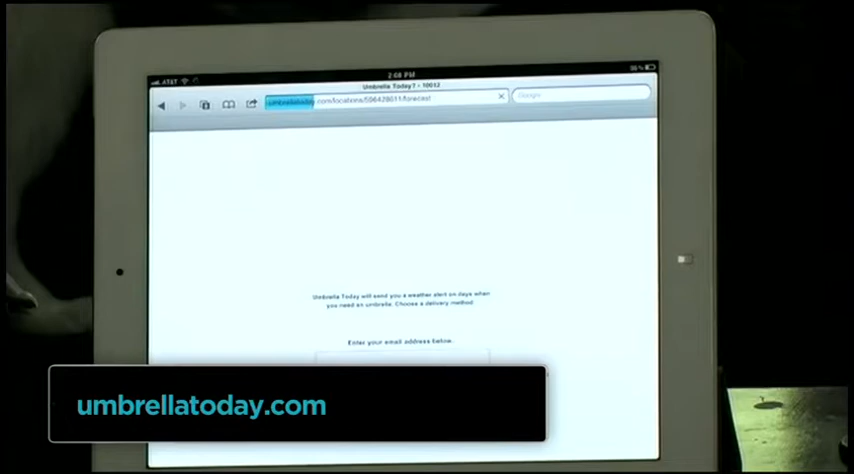 AT&T
2:08 PM
Umbrella Today? - 10012
umbrellatoday.com/locations/596428611/forecast
Google
Umbrella Today will send you a weather alert on days when
you need an umbrella. Choose a delivery method
Enter your email address below.
umbrellatoday.com